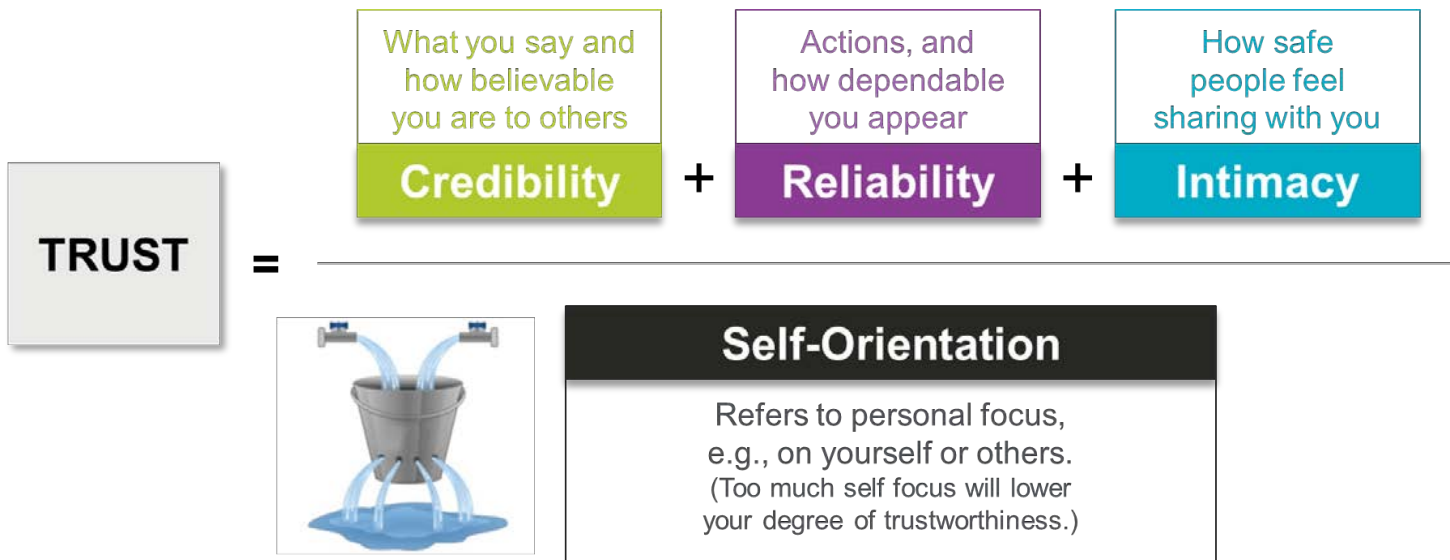 What you say and
how believable
you are to others
Credibility
+
Actions, and
how dependable
you appear
Reliability
+
How safe
people feel
sharing with you
Intimacy
TRUST
=
Self-Orientation
Refers to personal focus,
e.g., on yourself or others.
(Too much self focus will lower
your degree of trustworthiness.)